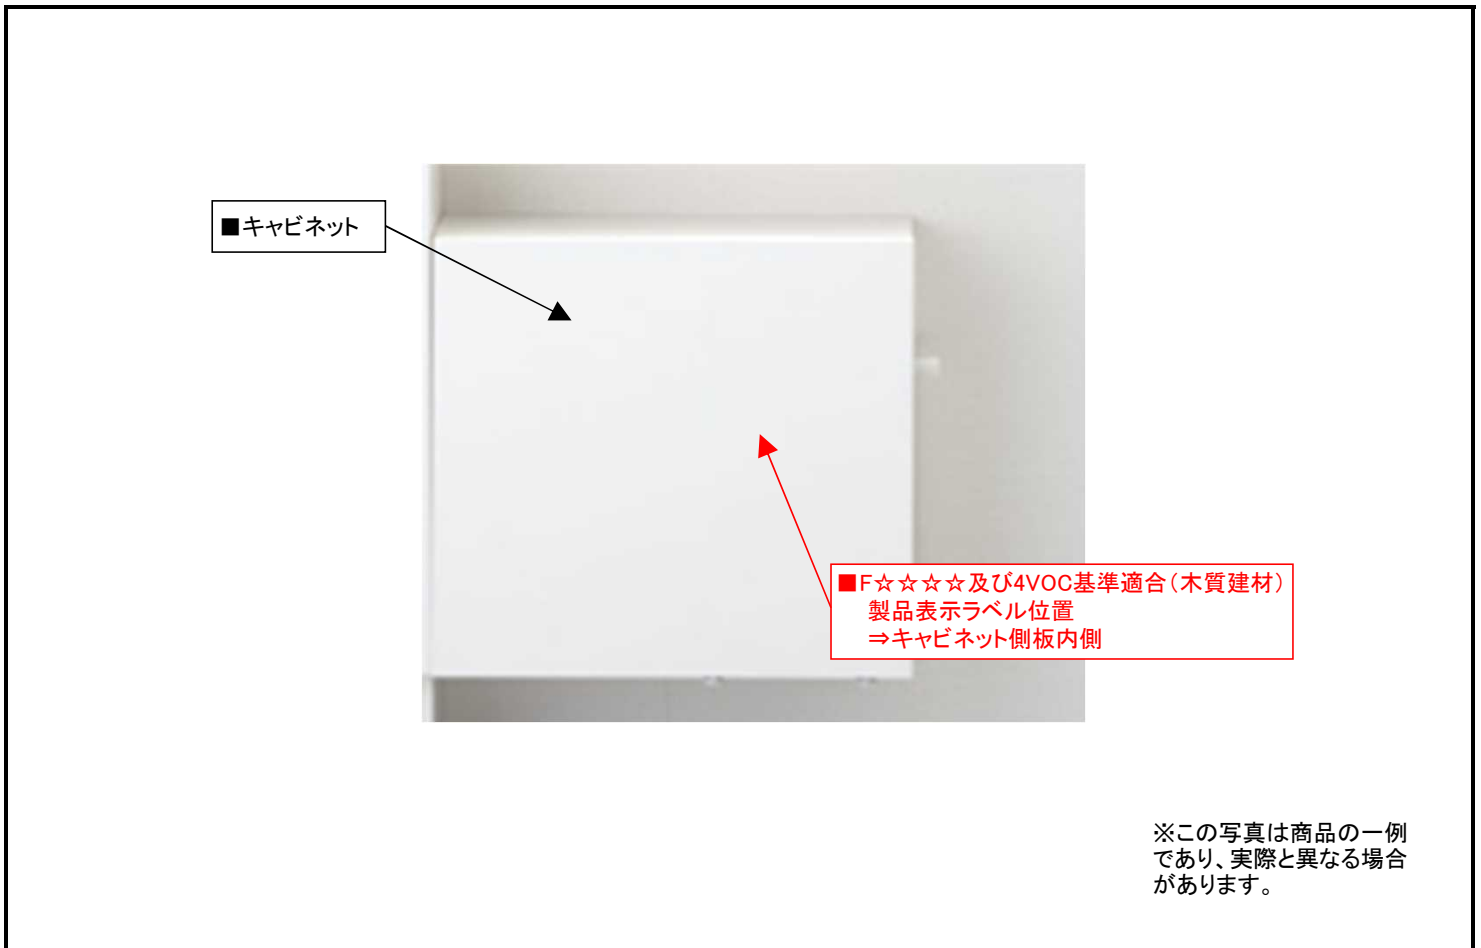 ■キャビネット
■F☆☆☆☆及び4VOC基準適合(木質建材)
製品表示ラベル位置
⇒キャビネット側板内側
※この写真は商品の一例
であり、実際と異なる場合
があります。